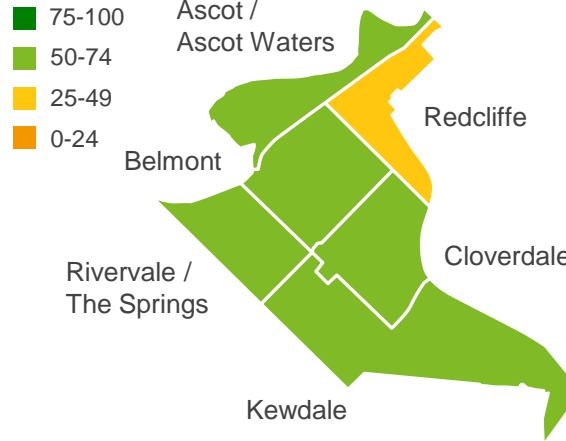 75-100
50-74
25-49
0-24
Ascot /
Ascot Waters
Redcliffe
Belmont
Cloverdale
Rivervale /
The Springs
Kewdale